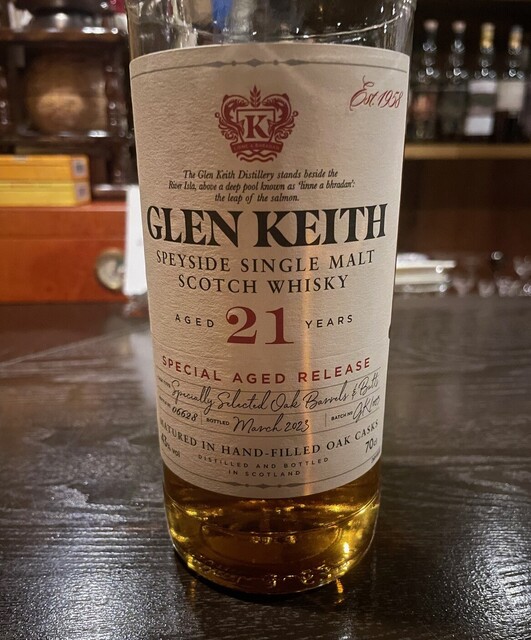 K
Est. 1958
The Glen Keith Distillery stands beside the
River Isla, above a deep pool known as 'linne a bhradan':
the leap of the salmon.
GLEN KEITH
SPEYSIDE SINGLE MALT
SCOTCH WHISKY
AGED 21 YEARS
SPECIAL AGED RELEASE
Specially Selected Oak Barrels & Butts
06628 BOTTLED March 2023 BATCH Nº
MATURED IN HAND-FILLED OAK CASKS
43% vol DISTILLED AND BOTTLED 70cl
IN SCOTLAND